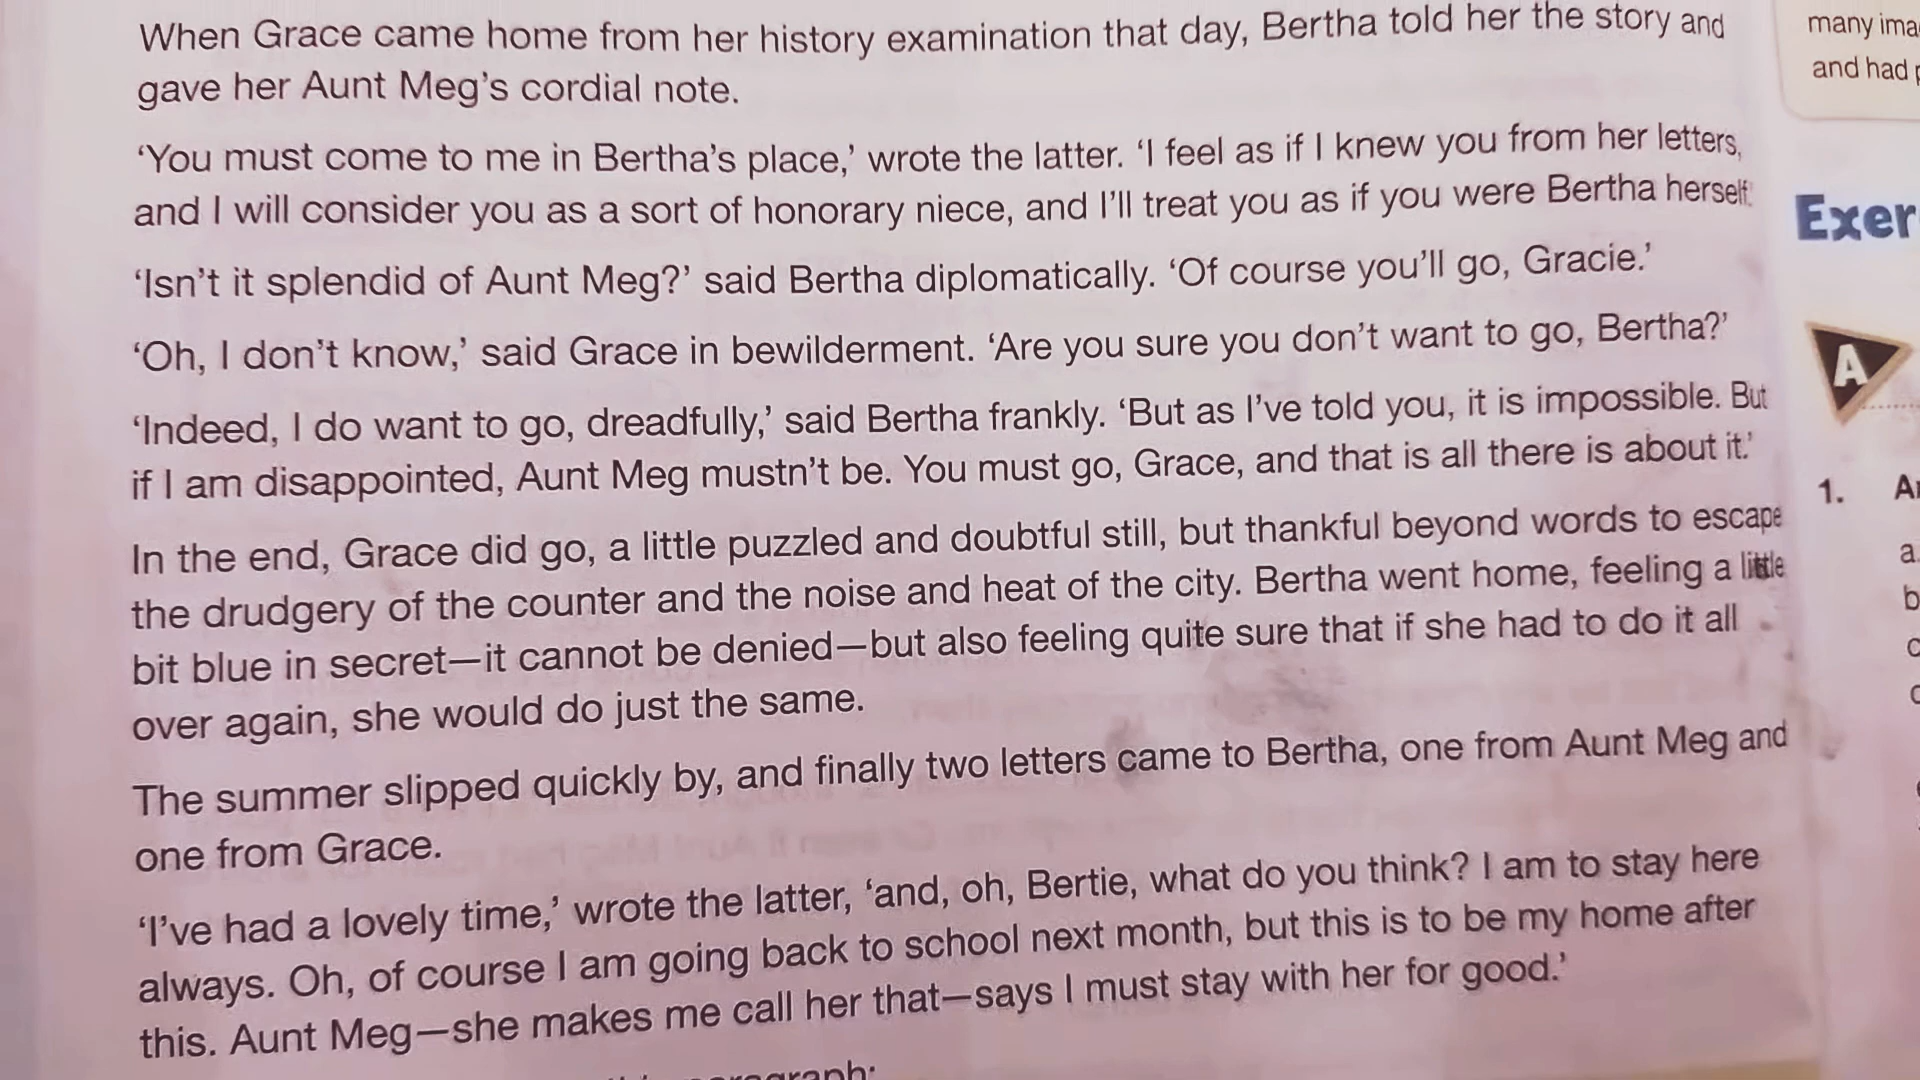 When Grace came home from her history examination that day, Bertha told her the story and
gave her Aunt Meg's cordial note.
'You must come to me in Bertha's place,' wrote the latter. 'I feel as if I knew you from her letters,
and I will consider you as a sort of honorary niece, and I'll treat you as if you were Bertha herself.
'Isn't it splendid of Aunt Meg?' said Bertha diplomatically. 'Of course you'll go, Gracie.'
'Oh, I don't know,' said Grace in bewilderment. 'Are you sure you don't want to go, Bertha?'
'Indeed, I do want to go, dreadfully,' said Bertha frankly. 'But as I've told you, it is impossible. But
if I am disappointed, Aunt Meg mustn't be. You must go, Grace, and that is all there is about it.'
In the end, Grace did go, a little puzzled and doubtful still, but thankful beyond words to escape
the drudgery of the counter and the noise and heat of the city. Bertha went home, feeling a little
bit blue in secret—it cannot be denied—but also feeling quite sure that if she had to do it all
over again, she would do just the same.
The summer slipped quickly by, and finally two letters came to Bertha, one from Aunt Meg and
one from Grace.
'I've had a lovely time,' wrote the latter, 'and, oh, Bertie, what do you think? I am to stay here
always. Oh, of course I am going back to school next month, but this is to be my home after
this. Aunt Meg—she makes me call her that—says I must stay with her for good.'
many
and had
A
1.
a.
b